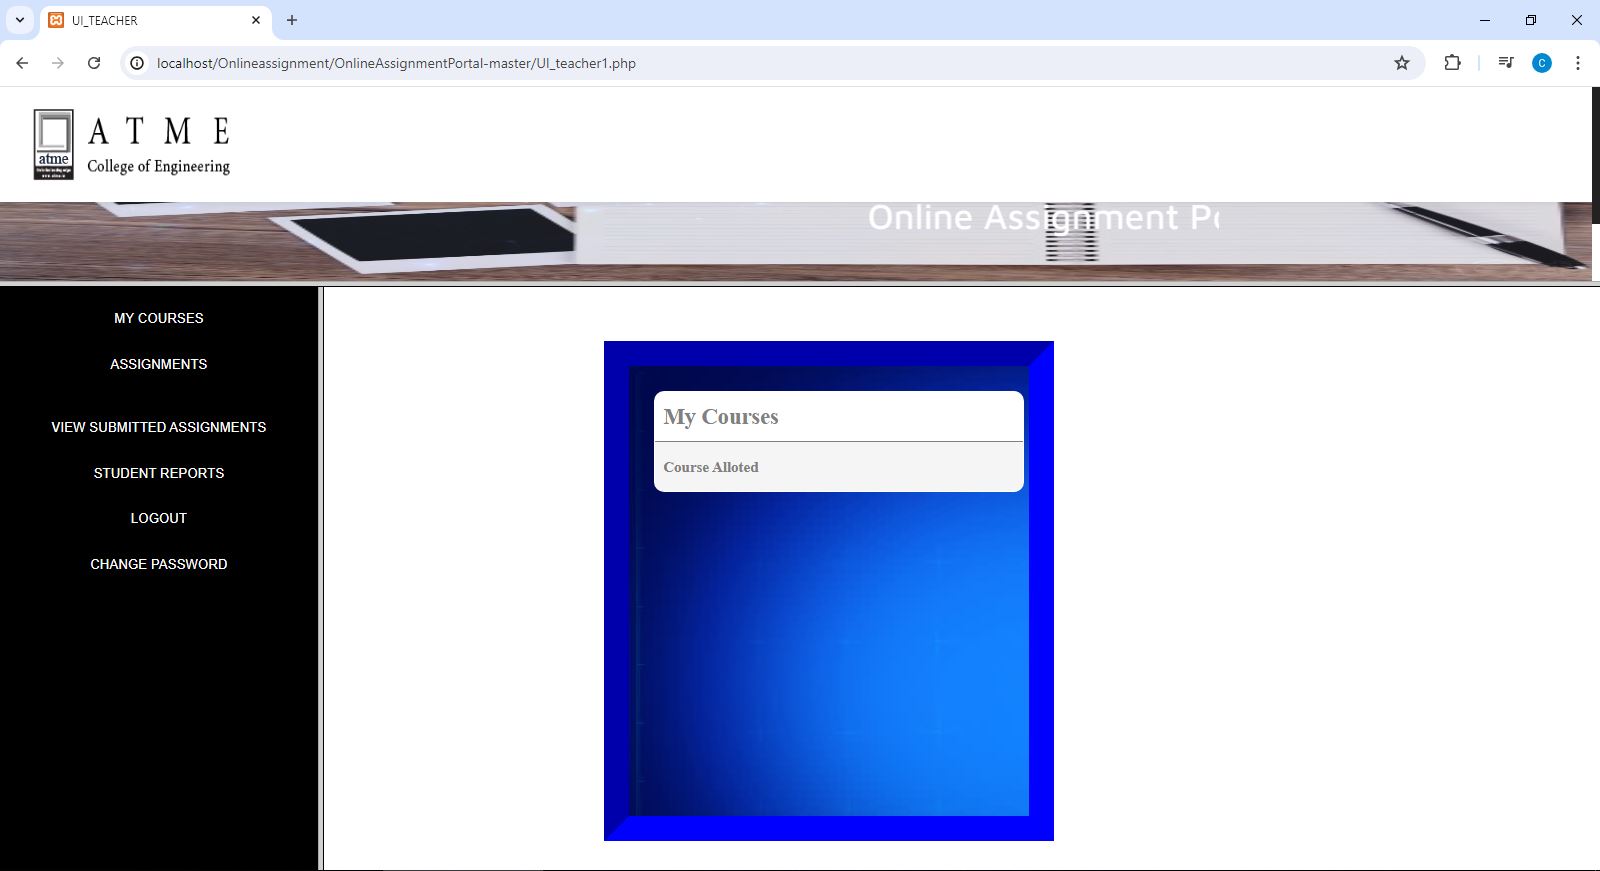 UI_TEACHER
localhost/Onlineassignment/OnlineAssignmentPortal-master/UI_teacher1.php
C
atme
A T M E
College of Engineering
Online Assignment Po
MY COURSES
ASSIGNMENTS
VIEW SUBMITTED ASSIGNMENTS
STUDENT REPORTS
LOGOUT
CHANGE PASSWORD
My Courses
Course Alloted